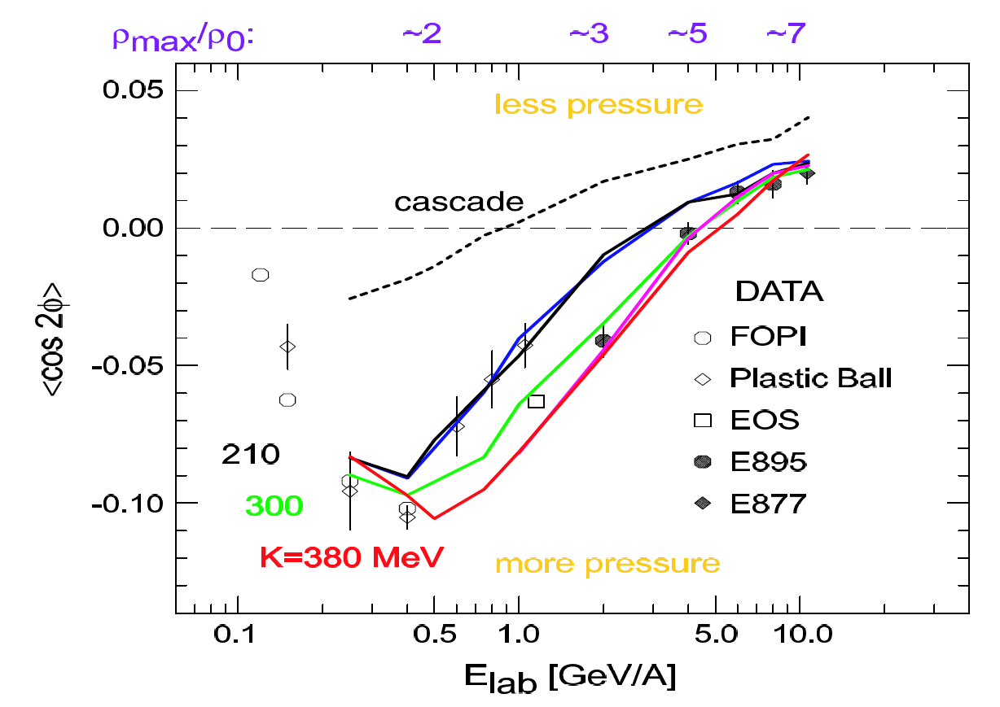 ρmax/ρ0: ~2 ~3 ~5 ~7
0.05
less pressure
cascade
0.00
<cos 2ϕ>
DATA
FOPI
-0.05
Plastic Ball
EOS
210
E895
-0.10
300
E877
K=380 MeV
more pressure
0.1 0.5 1.0 5.0 10.0
Elab [GeV/A]